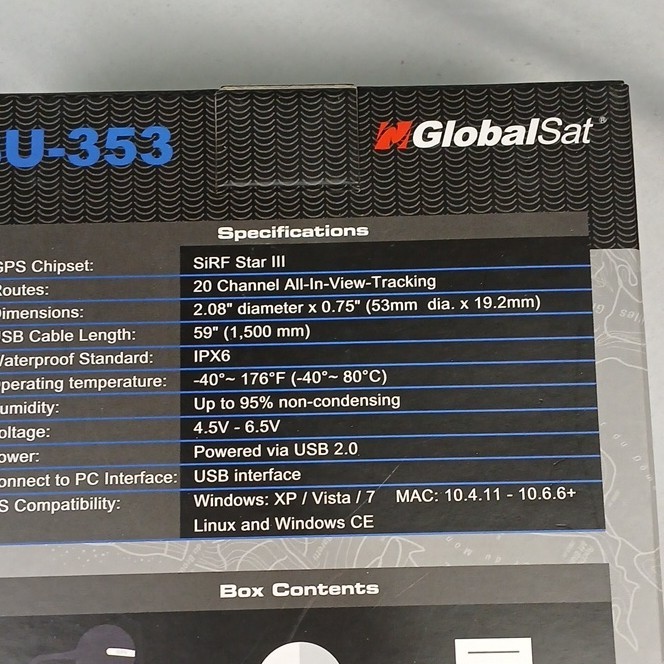 U-353
GlobalSat®
Specifications
GPS Chipset: SiRF Star III
Routes: 20 Channel All-In-View-Tracking
Dimensions: 2.08" diameter x 0.75" (53mm dia. x 19.2mm)
USB Cable Length: 59" (1,500 mm)
Waterproof Standard: IPX6
Operating temperature: -40°~ 176°F (-40°~ 80°C)
umidity: Up to 95% non-condensing
oltage: 4.5V - 6.5V
ower: Powered via USB 2.0
onnect to PC Interface: USB interface
S Compatibility: Windows: XP / Vista / 7 MAC: 10.4.11 - 10.6.6+
Linux and Windows CE
Box Contents